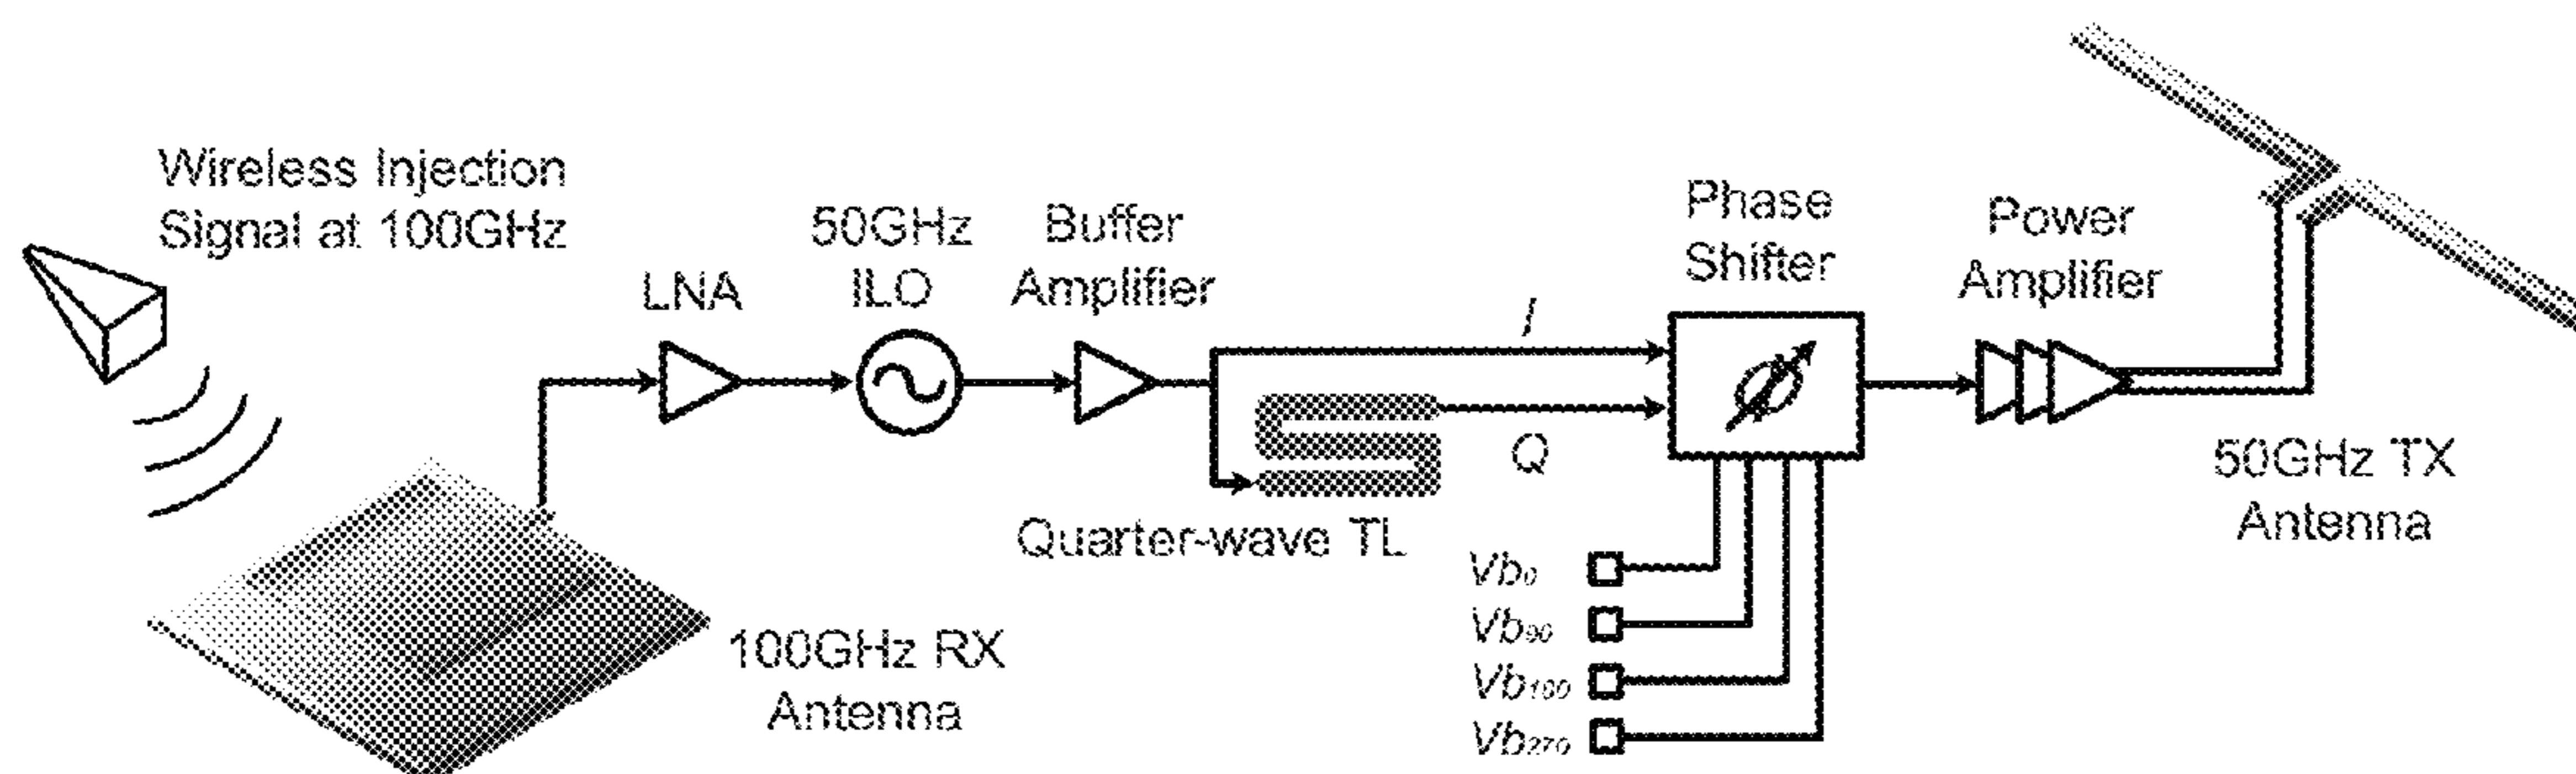 Wireless Injection
Signal at 100GHz
LNA
50GHz
ILO
Buffer
Amplifier
I
Q
Quarter-wave TL
Phase
Shifter
Power
Amplifier
50GHz TX
Antenna
100GHz RX
Antenna
Vb0
Vb90
Vb180
Vb270